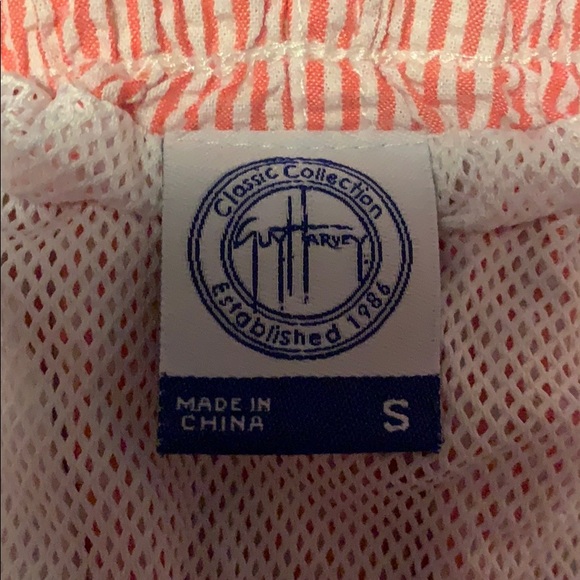 Classic Collection
GUY HARVEY
Established 1986
MADE IN
CHINA
S